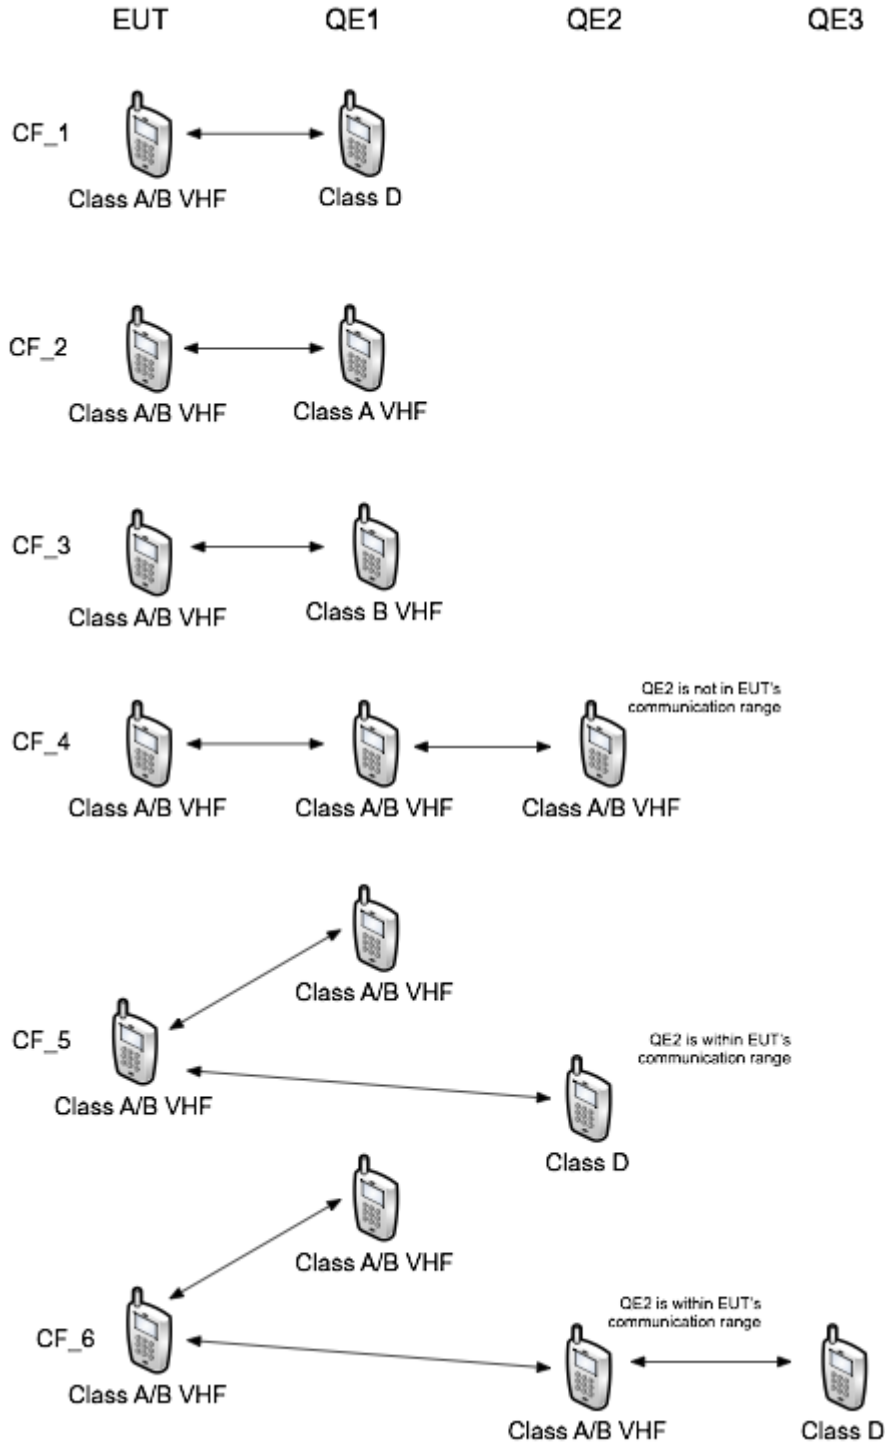 EUT QE1 QE2 QE3
CF_1
Class A/B VHF Class D
CF_2
Class A/B VHF Class A VHF
CF_3
Class A/B VHF Class B VHF
QE2 is not in EUT's
communication range
CF_4
Class A/B VHF Class A/B VHF Class A/B VHF
Class A/B VHF
CF_5
QE2 is within EUT's
communication range
Class A/B VHF
Class D
Class A/B VHF
QE2 is within EUT's
communication range
CF_6
Class A/B VHF
Class A/B VHF Class D